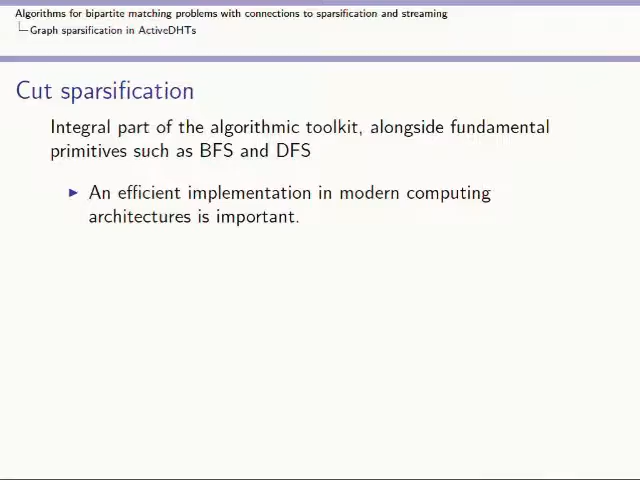 Algorithms for bipartite matching problems with connections to sparsification and streaming
Graph sparsification in ActiveDHTs
Cut sparsification
Integral part of the algorithmic toolkit, alongside fundamental
primitives such as BFS and DFS
▶ An efficient implementation in modern computing
architectures is important.